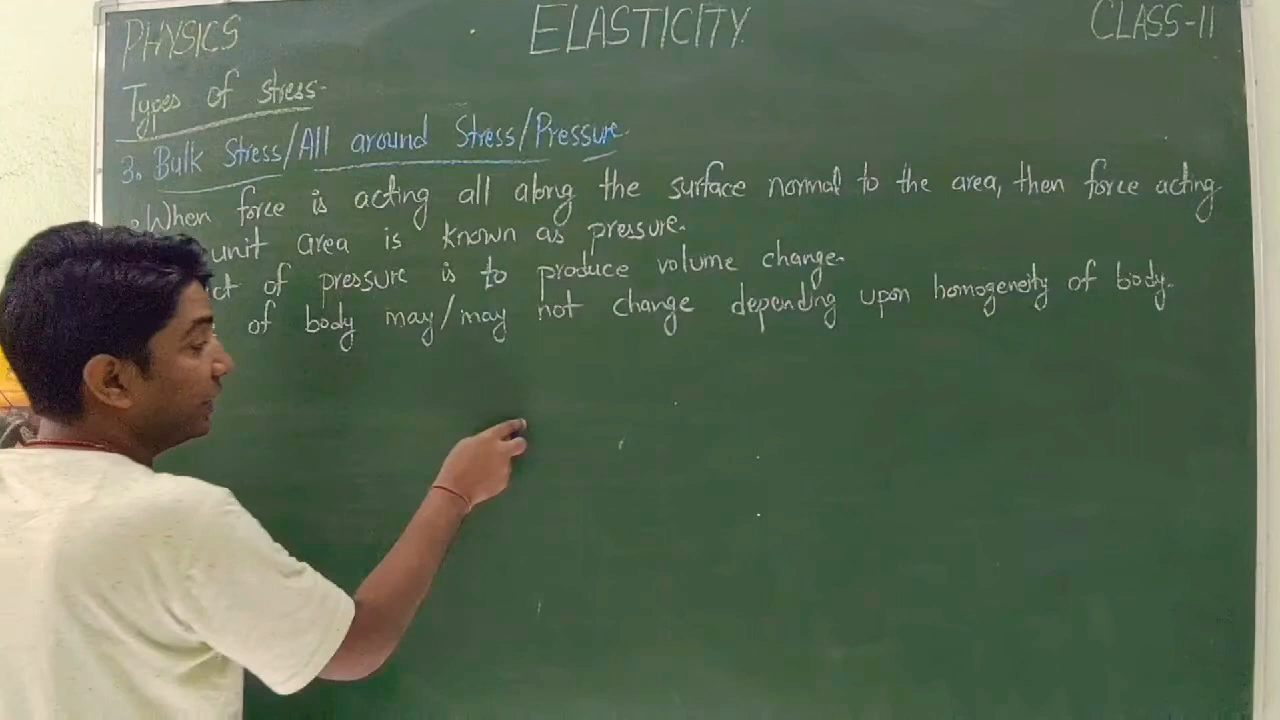 PHYSICS
ELASTICITY
CLASS-11
Types of stress.
3. Bulk Stress/All around Stress/Pressure.
• When force is acting all along the surface normal to the area, then force acting
unit area is known as pressure.
ct of pressure is to produce volume change.
of body may/may not change depending upon homogeneity of body.